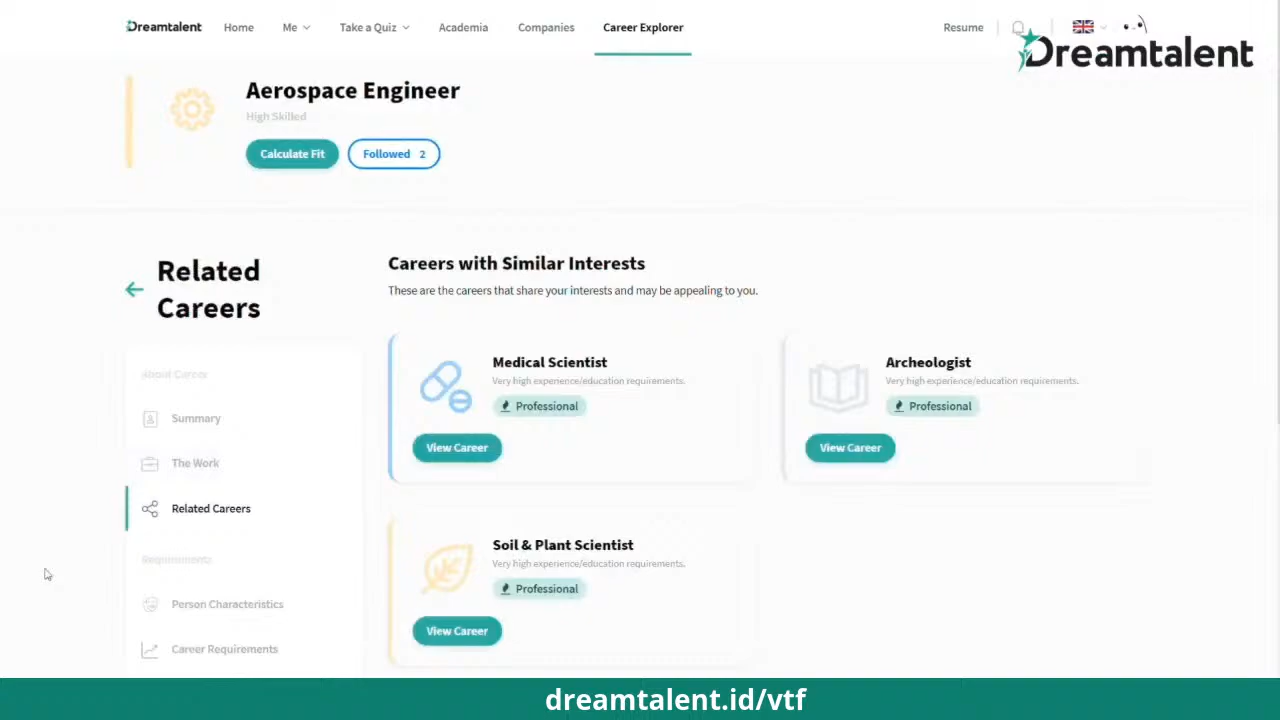 Dreamtalent Home Me Take a Quiz Academia Companies Career Explorer Resume
Dreamtalent
Aerospace Engineer
High Skilled
Calculate Fit Followed 2
Related
Careers
About Career
Summary
The Work
Related Careers
Requirements
Person Characteristics
Career Requirements
Careers with Similar Interests
These are the careers that share your interests and may be appealing to you.
Medical Scientist
Very high experience/education requirements.
Professional
View Career
Archeologist
Very high experience/education requirements.
Professional
View Career
Soil & Plant Scientist
Very high experience/education requirements.
Professional
View Career
dreamtalent.id/vtf